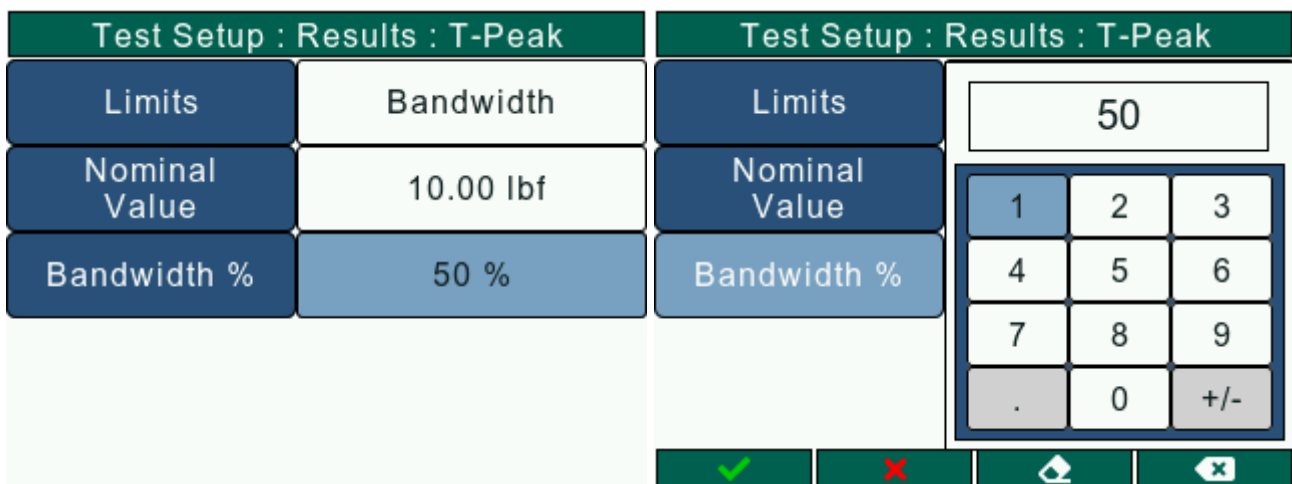 Test Setup : Results : T-Peak
Limits
Bandwidth
Nominal
Value
10.00 lbf
Bandwidth %
50 %
Test Setup : Results : T-Peak
Limits
Nominal
Value
Bandwidth %
50
1 2 3
4 5 6
7 8 9
. 0 +/-